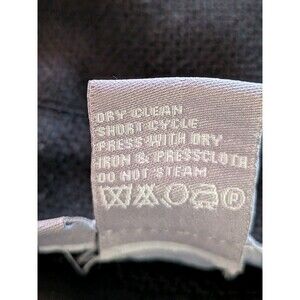 DRY CLEAN
SHORT CYCLE
PRESS WITH DRY
IRON & PRESSCLOTH
DO NOT STEAM
P